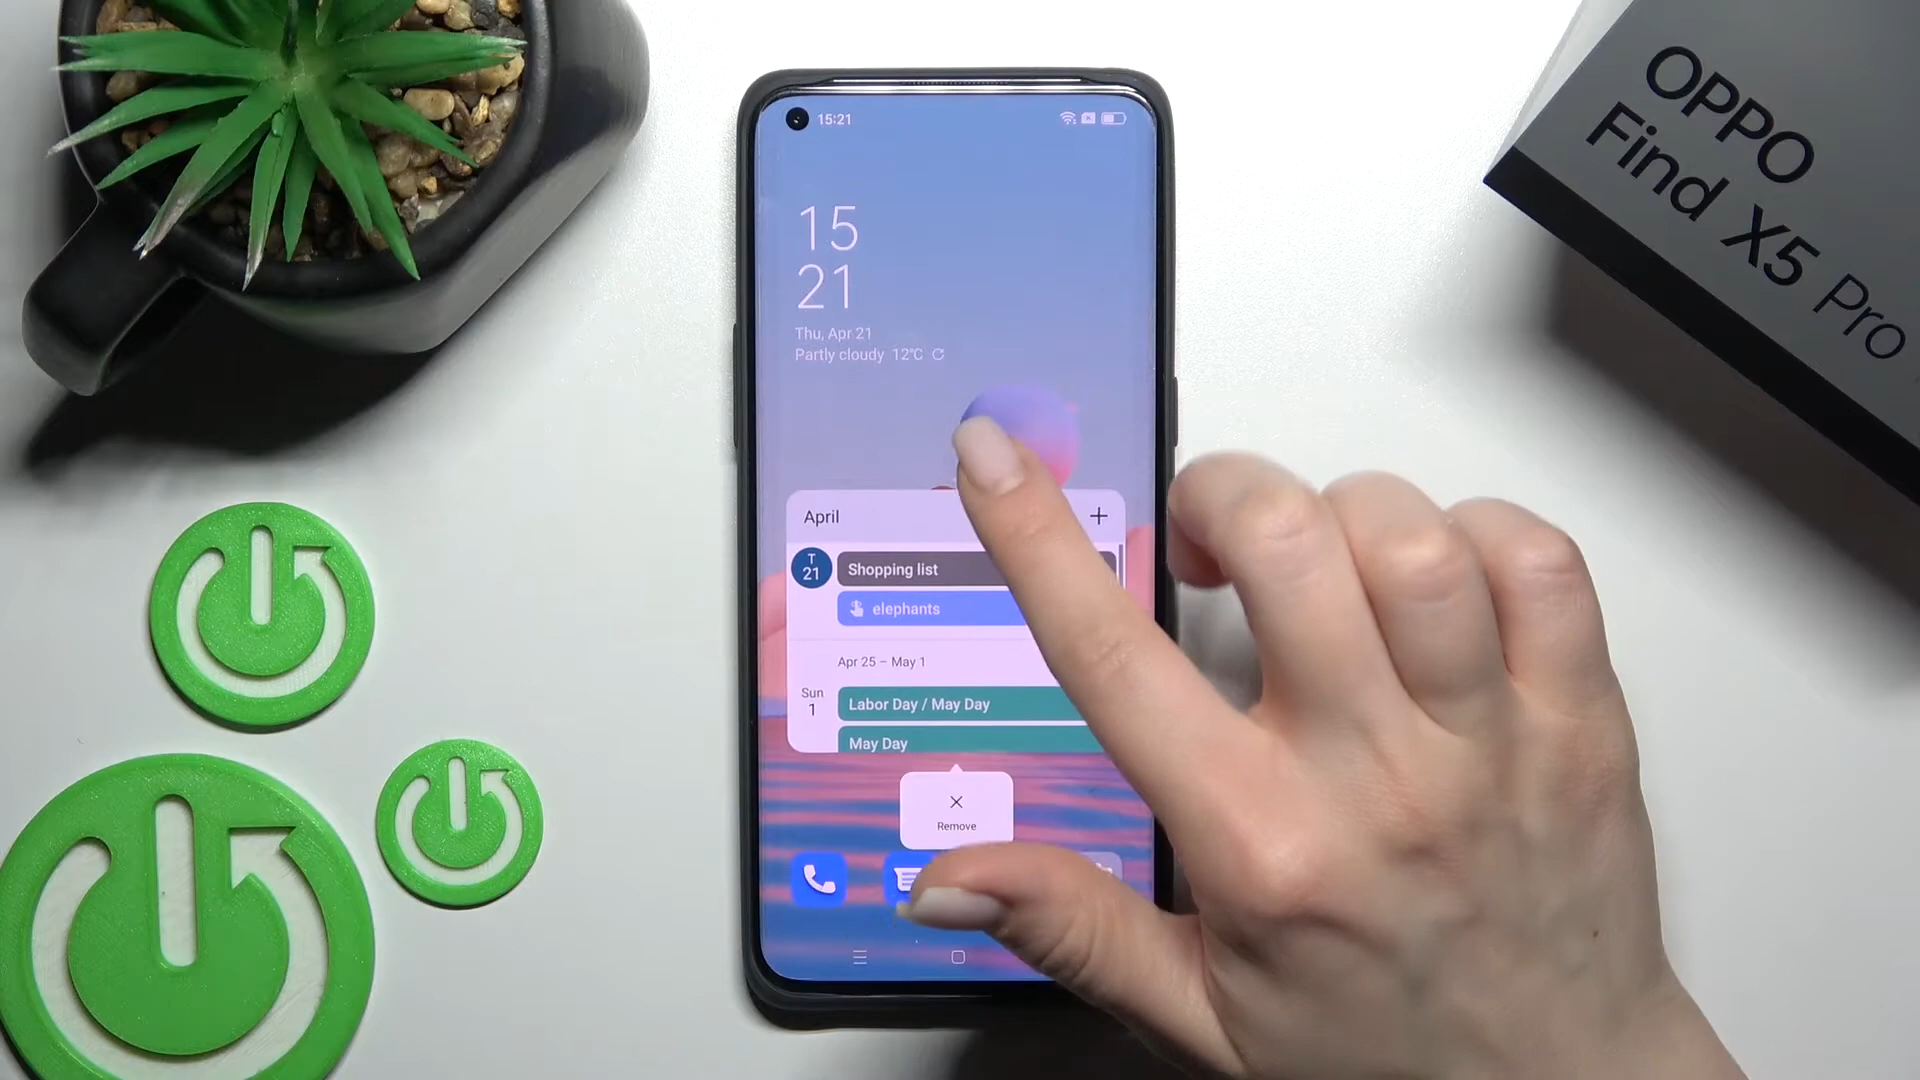 15:21
15
21
Thu, Apr 21
Partly cloudy 12°C
April
+
T
21
Shopping list
elephants
Apr 25 – May 1
Sun
1
Labor Day / May Day
May Day
Remove
OPPO
Find X5 Pro